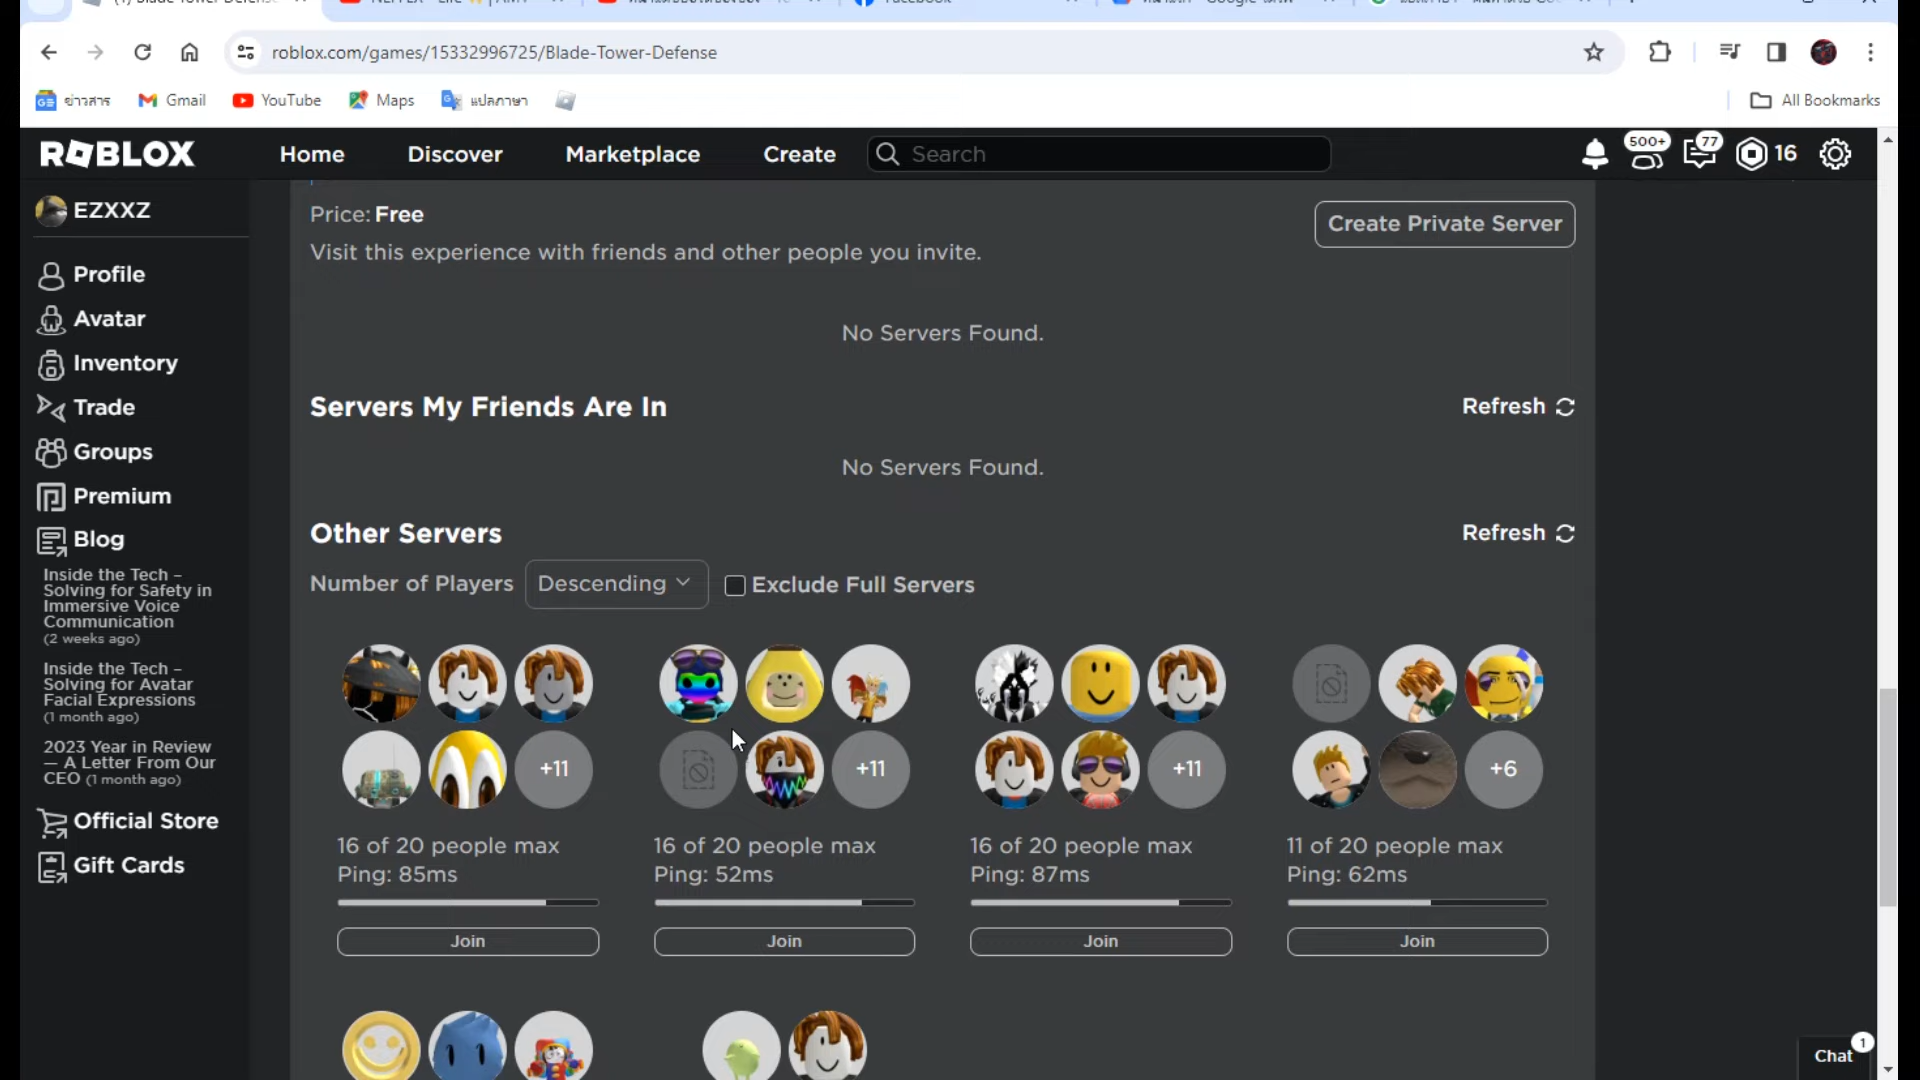 roblox.com/games/15332996725/Blade-Tower-Defense
ข่าวสาร
Gmail
YouTube
Maps
แปลภาษา
All Bookmarks
ROBLOX
Home
Discover
Marketplace
Create
Search
500+
77
16
EZXXZ
Profile
Avatar
Inventory
Trade
Groups
Premium
Blog
Inside the Tech –
Solving for Safety in
Immersive Voice
Communication
(2 weeks ago)
Inside the Tech –
Solving for Avatar
Facial Expressions
(1 month ago)
2023 Year in Review
— A Letter From Our
CEO (1 month ago)
Official Store
Gift Cards
Price: Free
Create Private Server
Visit this experience with friends and other people you invite.
No Servers Found.
Servers My Friends Are In
Refresh
No Servers Found.
Other Servers
Refresh
Number of Players
Descending
Exclude Full Servers
+11
+11
+11
+6
16 of 20 people max
Ping: 85ms
Join
16 of 20 people max
Ping: 52ms
Join
16 of 20 people max
Ping: 87ms
Join
11 of 20 people max
Ping: 62ms
Join
Chat
1